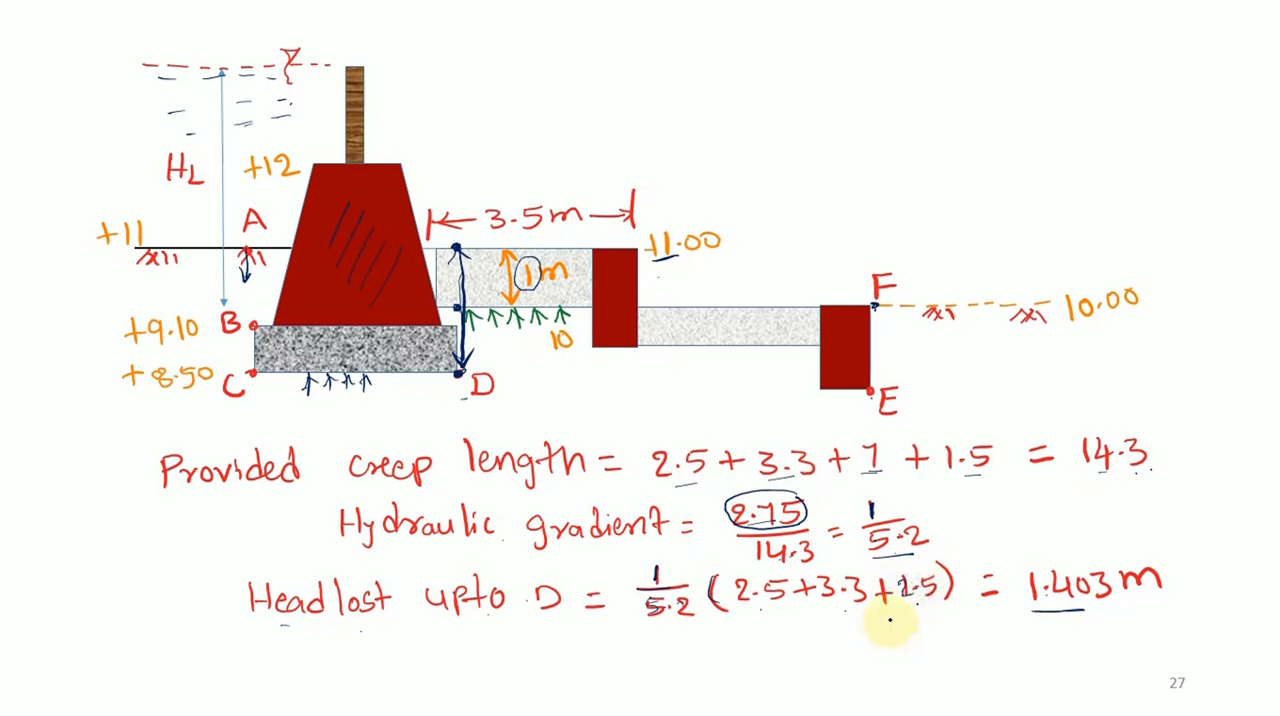 HL
+12
A
3.5m
+11
+11.00
1m
F
10.00
+9.10 B
10
+8.50 C
D
E
Provided creep length = 2.5 + 3.3 + 7 + 1.5 = 14.3
Hydraulic gradient = 2.75/14.3 = 1/5.2
Head lost upto D = 1/5.2 (2.5+3.3+1.5) = 1.403 m
27